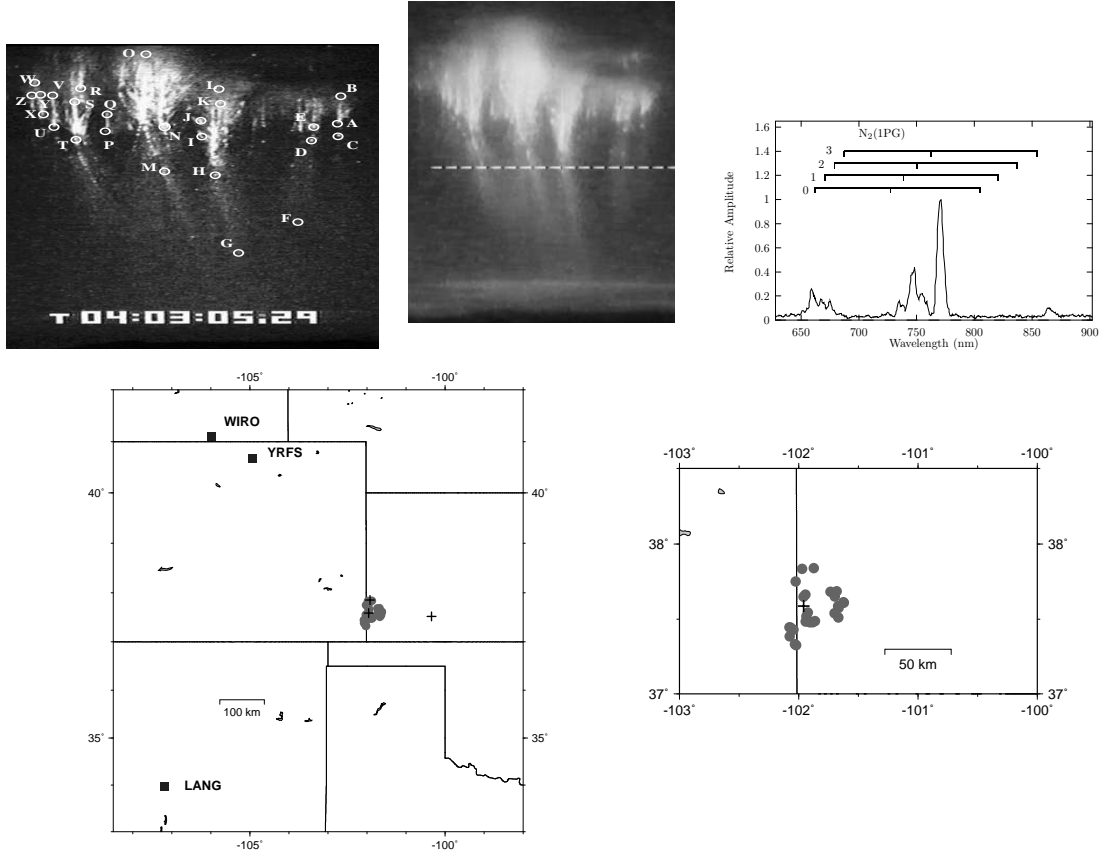 O
W
V
R
L
B
Z
Y
S
Q
K
X
J
E
A
U
N
I
D
C
T
P
M
H
F
G
T 04:03:05.29
N2(1PG)
3
2
1
0
1.6
1.4
1.2
1
0.8
0.6
0.4
0.2
0
Relative Amplitude
650 700 750 800 850 900
Wavelength (nm)
-105° -100°
WIRO
YRFS
40° 40°
100 km
35° 35°
LANG
-105° -100°
-103° -102° -101° -100°
38° 38°
50 km
37° 37°
-103° -102° -101° -100°